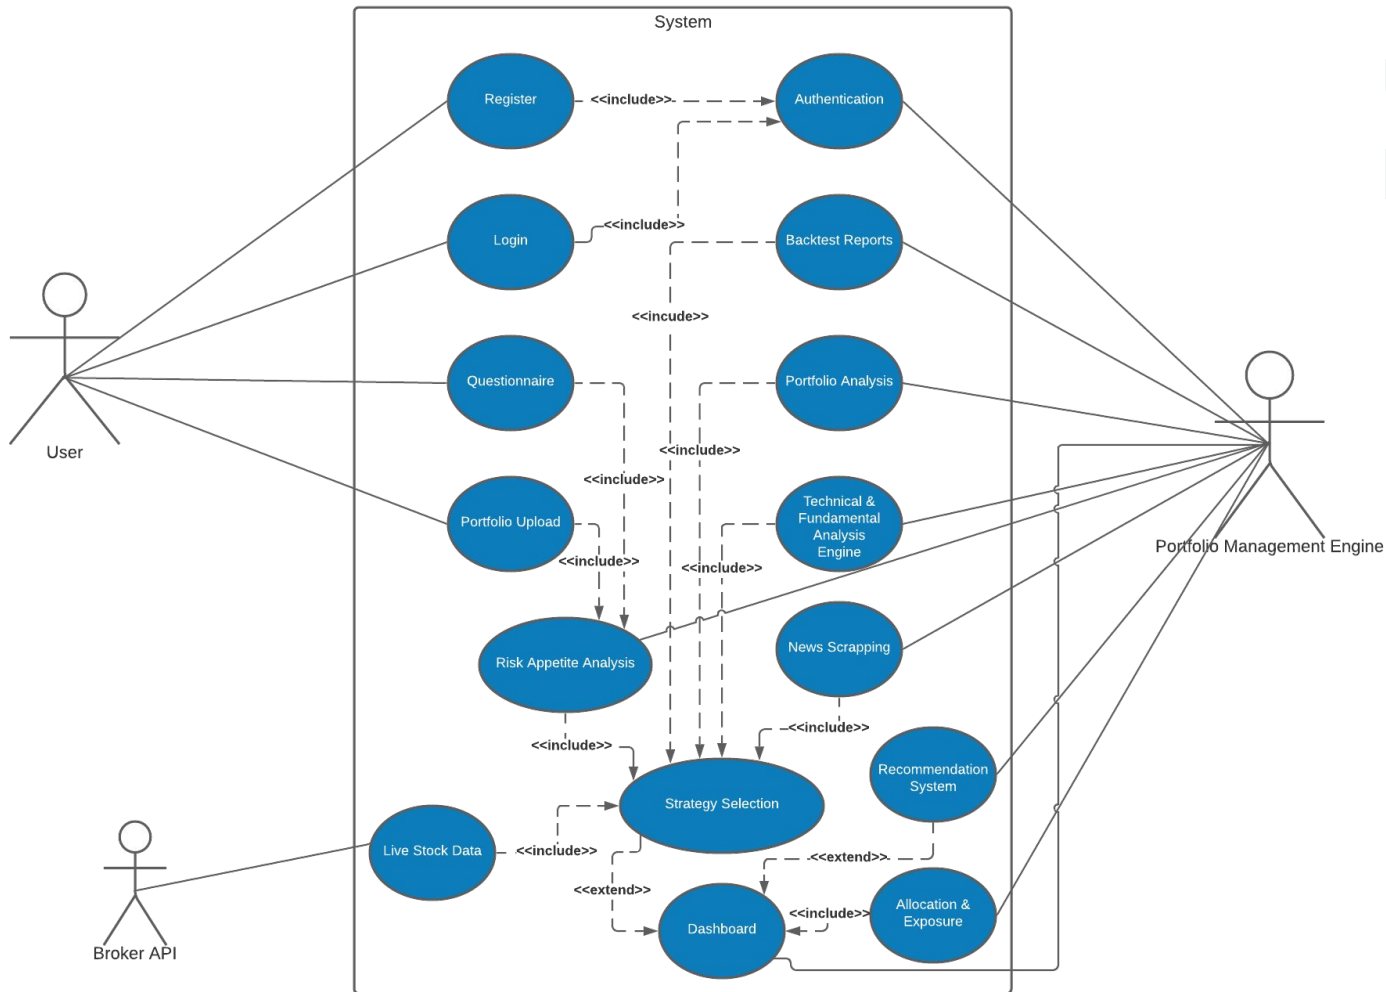 System
Register
<<include>>
Authentication
Login
<<include>>
Backtest Reports
<<incude>>
Questionnaire
Portfolio Analysis
<<include>>
User
<<include>>
Portfolio Upload
Technical &
Fundamental
Analysis
Engine
Portfolio Management Engine
<<include>>
<<include>>
Risk Appetite Analysis
News Scrapping
<<include>>
<<include>>
Recommendation
System
Strategy Selection
Live Stock Data
<<include>>
<<extend>>
<<extend>>
Allocation &
Exposure
<<include>>
Dashboard
Broker API